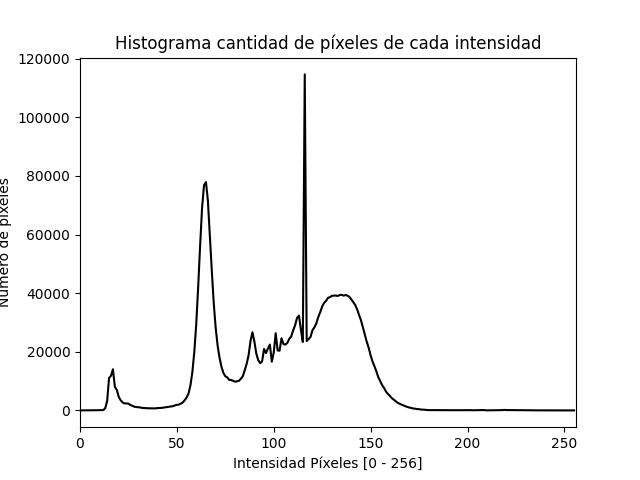 Histograma cantidad de píxeles de cada intensidad
120000
100000
80000
60000
40000
20000
0
Número de píxeles
0 50 100 150 200 250
Intensidad Píxeles [0 - 256]